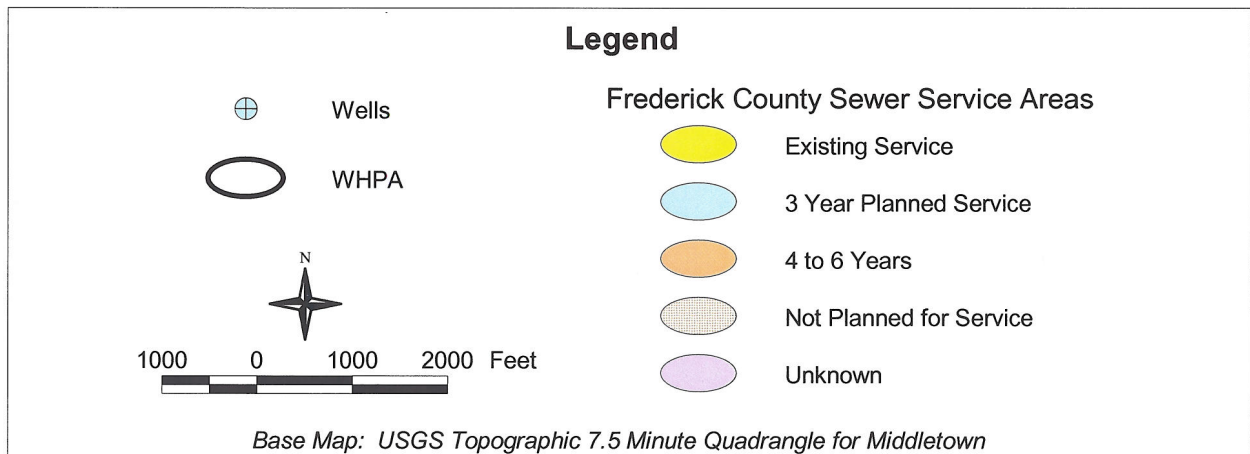 Legend
Wells
WHPA
N
1000 0 1000 2000 Feet
Frederick County Sewer Service Areas
Existing Service
3 Year Planned Service
4 to 6 Years
Not Planned for Service
Unknown
Base Map: USGS Topographic 7.5 Minute Quadrangle for Middletown